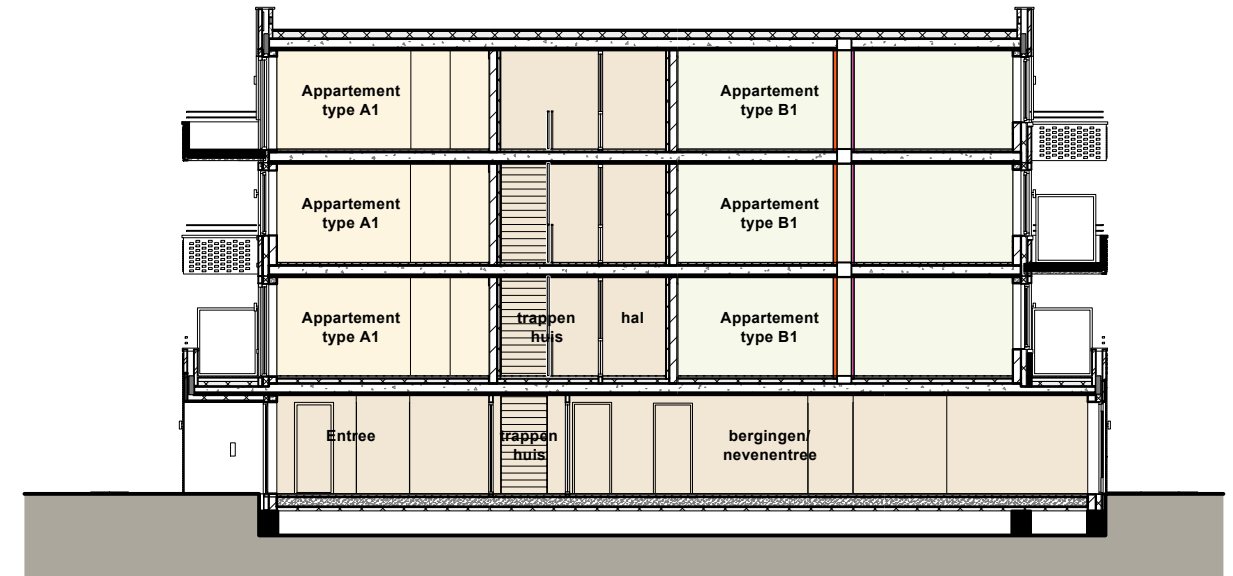 Appartement
type A1
Appartement
type B1
Appartement
type A1
Appartement
type B1
Appartement
type A1
trappen
huis
hal
Appartement
type B1
Entree
trappen
huis
bergingen/
nevenentree